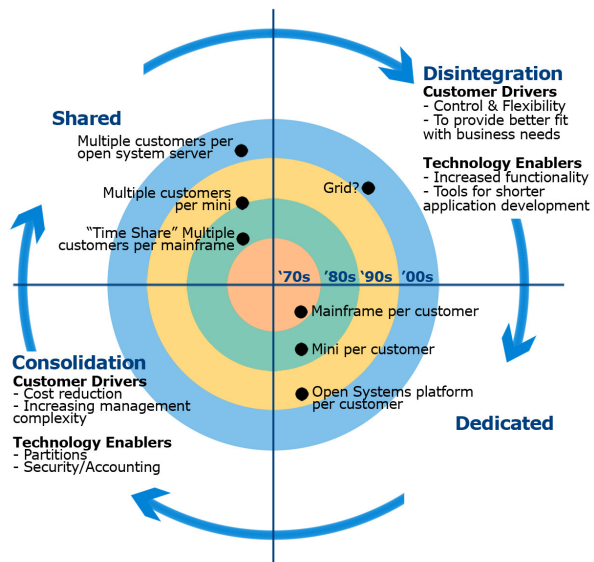 Disintegration
Customer Drivers
- Control & Flexibility
- To provide better fit
with business needs
Technology Enablers
- Increased functionality
- Tools for shorter
application development
Shared
Multiple customers per
open system server
Multiple customers
per mini
“Time Share” Multiple
customers per mainframe
Grid?
‘70s ’80s ‘90s ’00s
Mainframe per customer
Mini per customer
Open Systems platform
per customer
Consolidation
Customer Drivers
- Cost reduction
- Increasing management
complexity
Technology Enablers
- Partitions
- Security/Accounting
Dedicated